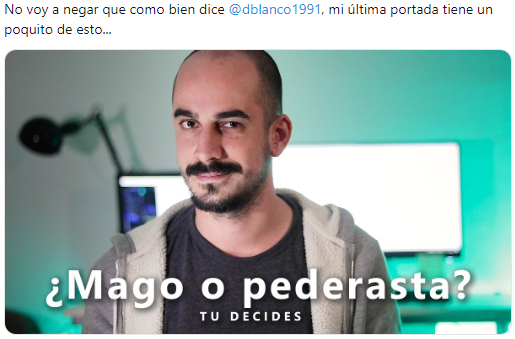 No voy a negar que como bien dice @dblanco1991, mi última portada tiene un
poquito de esto...
¿Mago o pederasta?
TU DECIDES